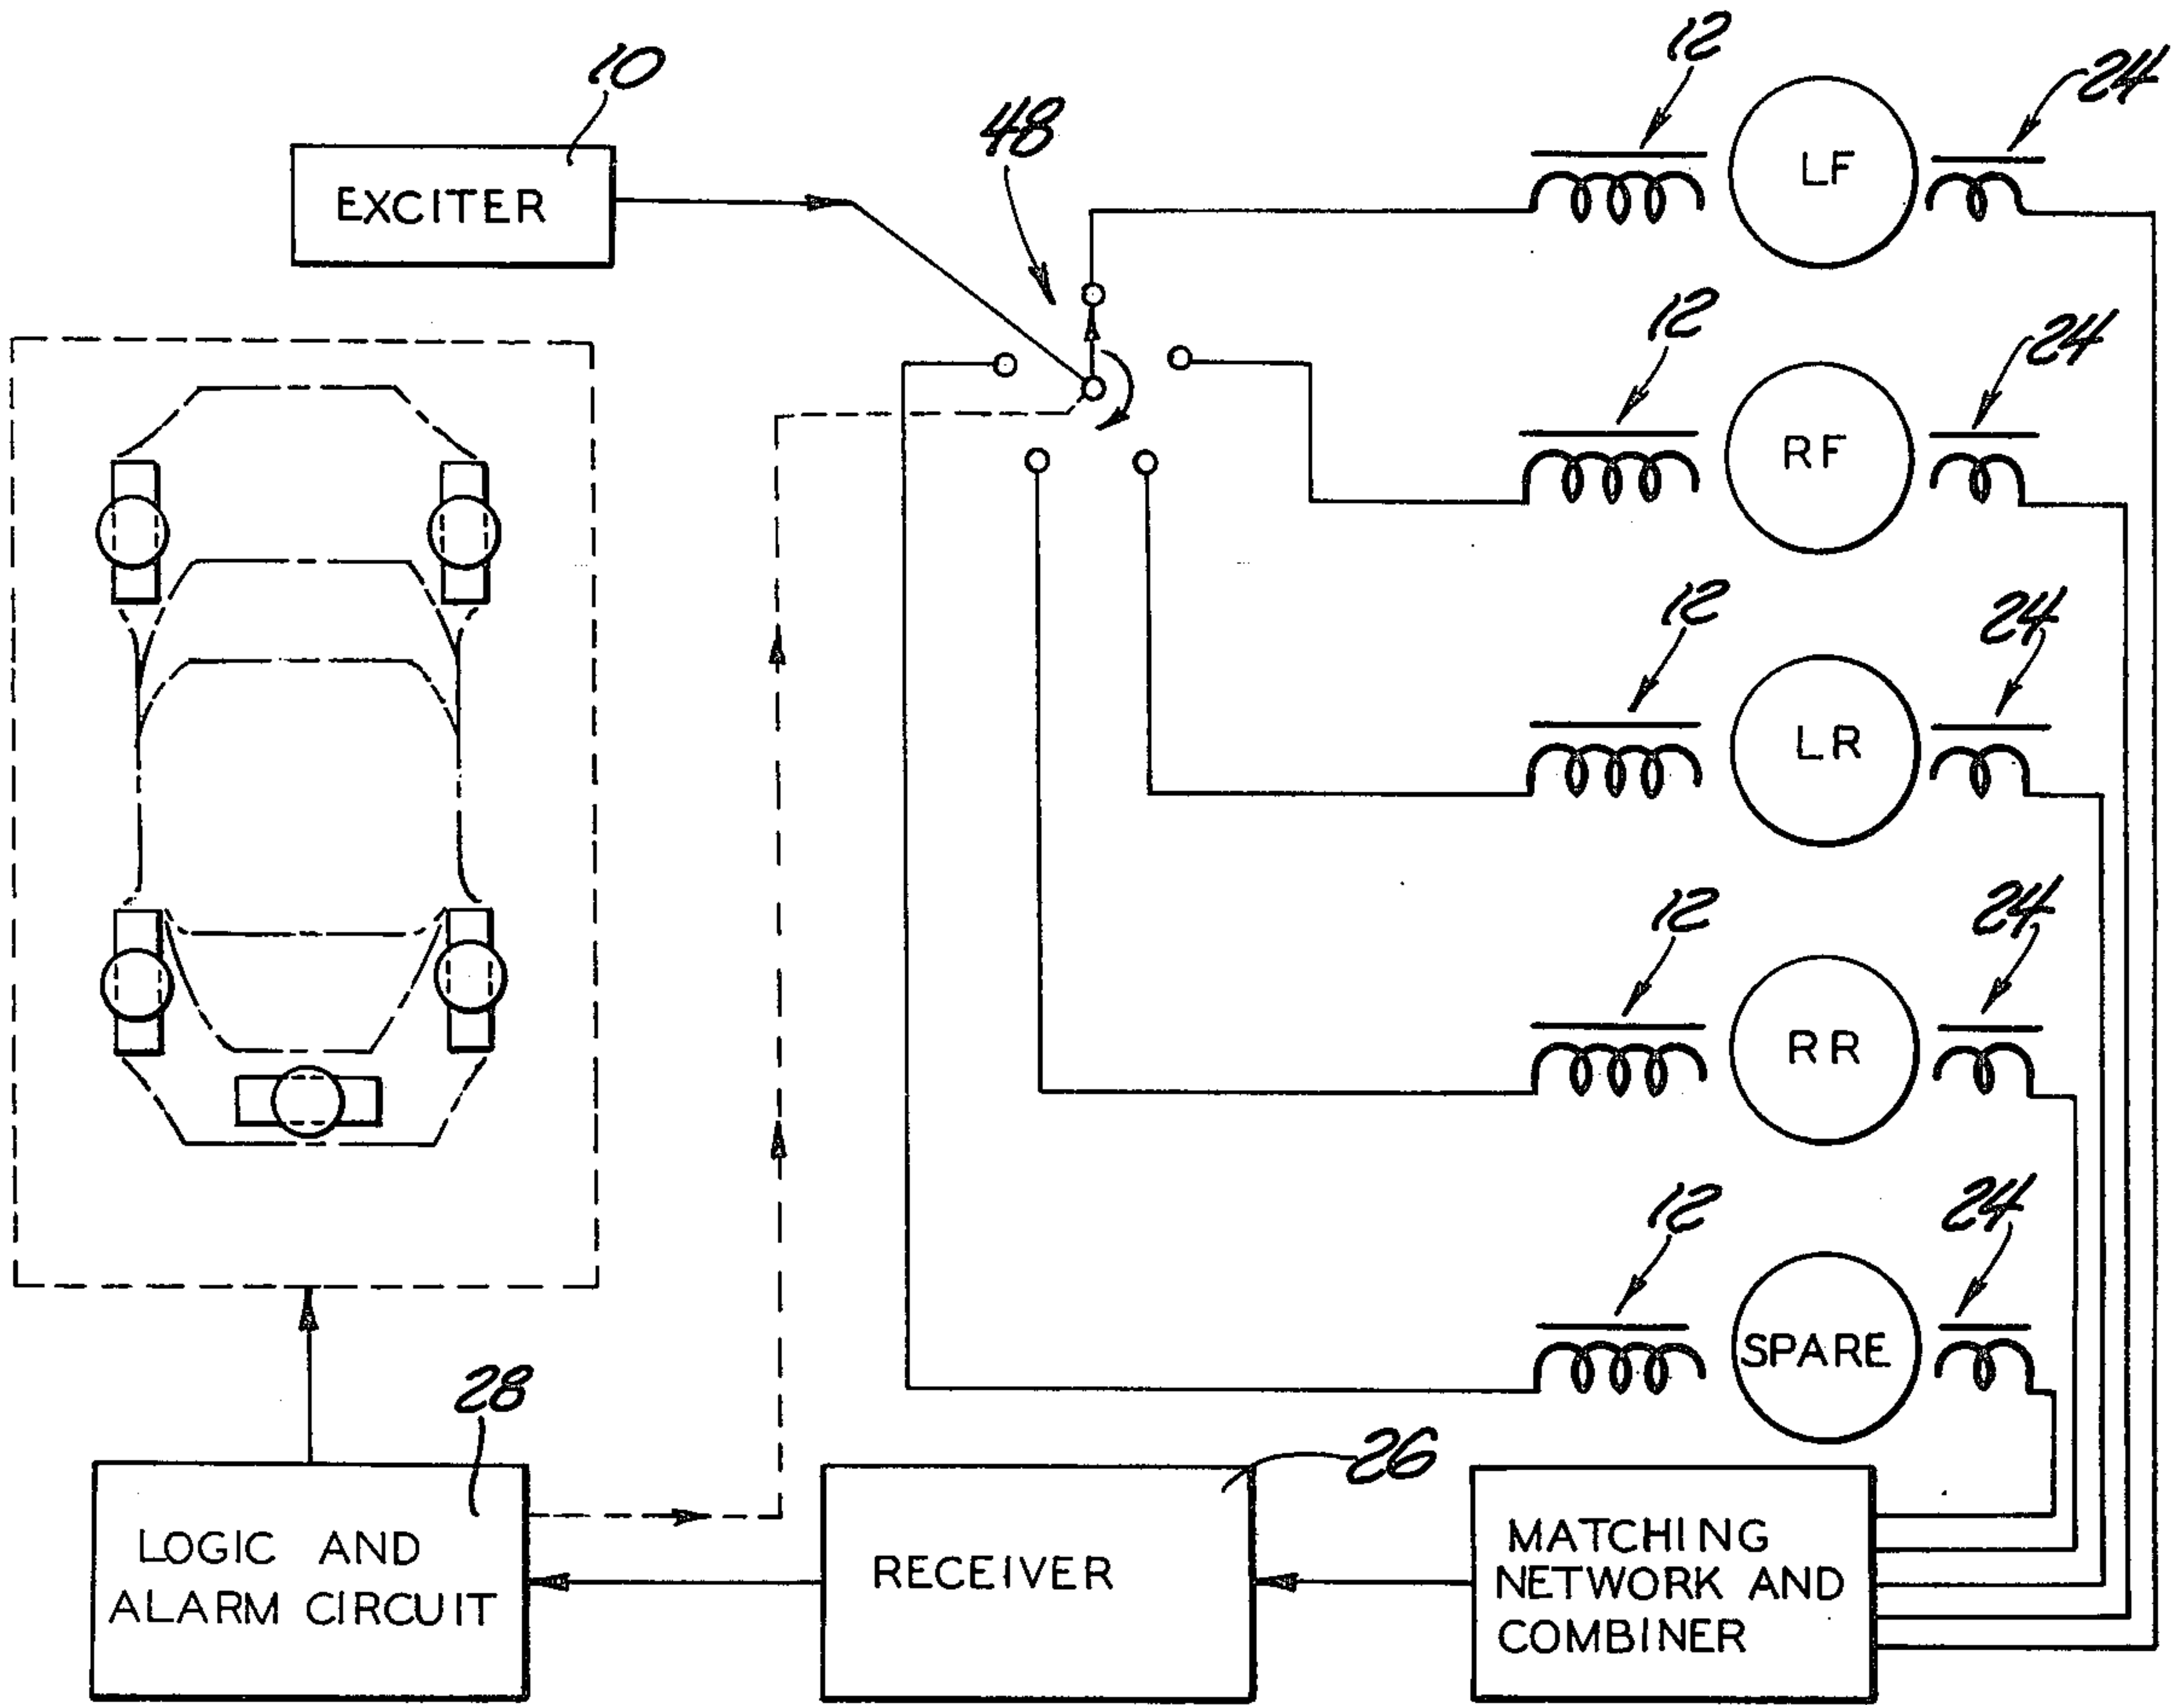 10
EXCITER
48
12
LF
24
12
RF
24
12
LR
24
12
RR
24
12
SPARE
24
28
LOGIC AND
ALARM CIRCUIT
26
RECEIVER
MATCHING
NETWORK AND
COMBINER